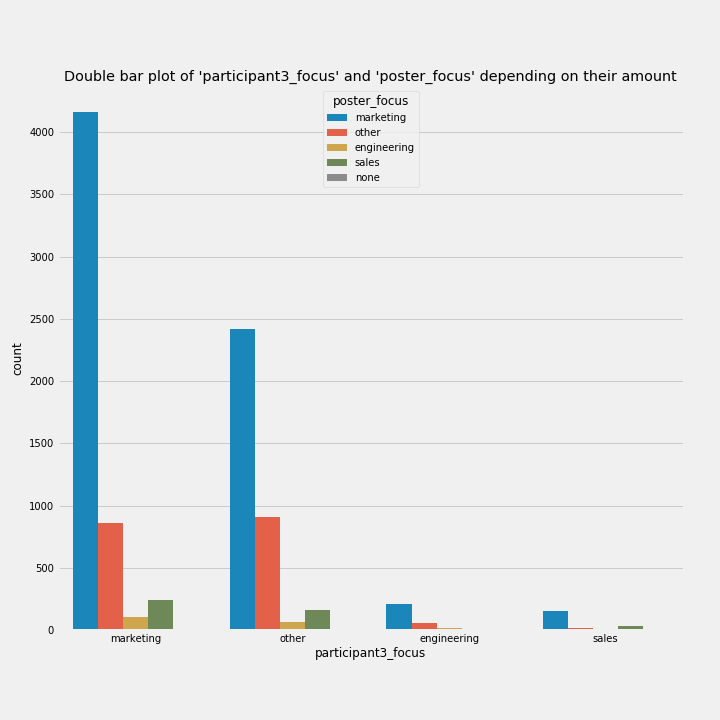 Double bar plot of 'participant3_focus' and 'poster_focus' depending on their amount
poster_focus
marketing
other
engineering
sales
none
4000
3500
3000
2500
2000
1500
1000
500
0
count
marketing other engineering sales
participant3_focus